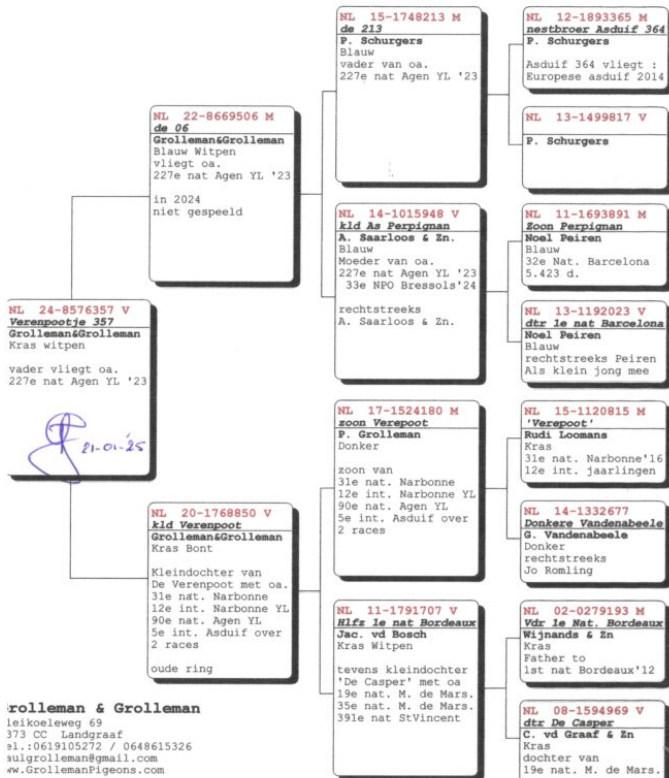 NL 15-1748213 M
de 213
P. Schurgers
Blauw
vader van oa.
227e nat Agen YL '23
NL 12-1893365 M
nestbroer Asduif 364
P. Schurgers
Asduif 364 vliegt :
Europese asduif 2014
NL 13-1499817 V
P. Schurgers
NL 22-8669506 M
de 06
Grolleman&Grolleman
Blauw Witpen
vliegt oa.
227e nat Agen YL '23
in 2024
niet gespeeld
NL 14-1015948 V
kld As Perpignan
A. Saarloos & Zn.
Blauw
Moeder van oa.
227e nat Agen YL '23
33e NPO Bressols'24
rechtstreeks
A. Saarloos & Zn.
NL 11-1693891 M
Zoon Perpignan
Noel Peiren
Blauw
32e Nat. Barcelona
5.423 d.
NL 13-1192023 V
dtr 1e nat Barcelona
Noel Peiren
Blauw
rechtstreeks Peiren
Als klein jong mee
NL 24-8576357 V
Verenpootje 357
Grolleman&Grolleman
Kras witpen
vader vliegt oa.
227e nat Agen YL '23
21-01-'25
NL 17-1524180 M
zoon Verepoot
P. Grolleman
Donker
zoon van
31e nat. Narbonne
12e int. Narbonne YL
90e nat. Agen YL
5e int. Asduif over
2 races
NL 15-1120815 M
'Verepoot'
Rudi Loomans
Kras
31e nat. Narbonne'16
12e int. jaarlingen
NL 14-1332677
Donkere Vandenabeele
G. Vandenabeele
Donker
rechtstreeks
Jo Romling
NL 20-1768850 V
kld Verenpoot
Grolleman&Grolleman
Kras Bont
Kleindochter van
De Verenpoot met oa.
31e nat. Narbonne
12e int. Narbonne YL
90e nat. Agen YL
5e int. Asduif over
2 races
oude ring
NL 11-1791707 V
Hlfz 1e nat Bordeaux
Jac. vd Bosch
Kras Witpen
tevens kleindochter
'De Casper' met oa
19e nat. M. de Mars.
35e nat. M. de Mars.
391e nat StVincent
NL 02-0279193 M
Vdr 1e Nat. Bordeaux
Wijnands & Zn
Kras
Father to
1st nat Bordeaux'12
NL 08-1594969 V
dtr De Casper
C. vd Graaf & Zn
Kras
dochter van
19e nat. M. de Mars.
rolleman & Grolleman
leikoeleweg 69
373 CC Landgraaf
el.:0619105272 / 0648615326
aulgrolleman@gmail.com
ww.GrollemanPigeons.com